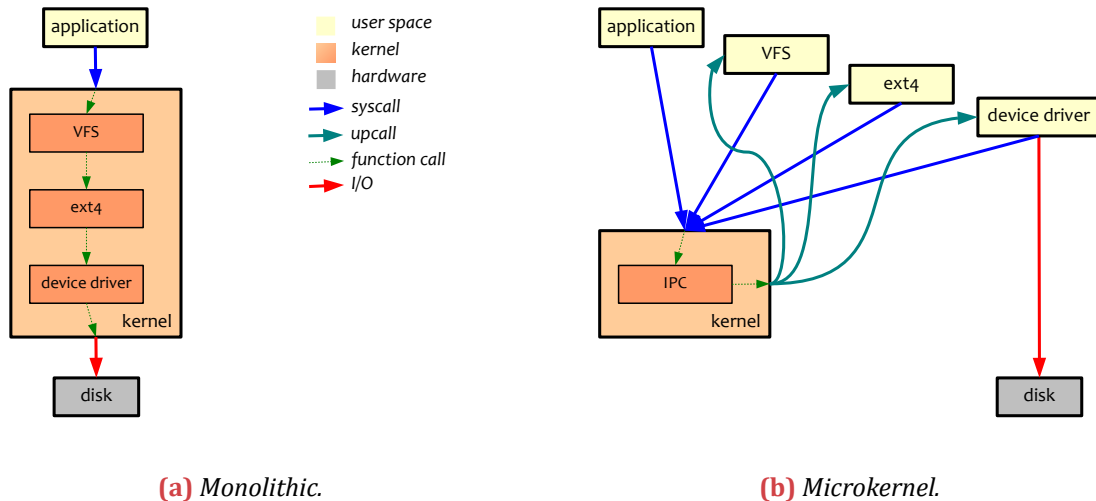 application
VFS
ext4
device driver
kernel
disk
user space
kernel
hardware
syscall
upcall
function call
I/O
application
VFS
ext4
device driver
IPC
kernel
disk
(a) Monolithic.
(b) Microkernel.